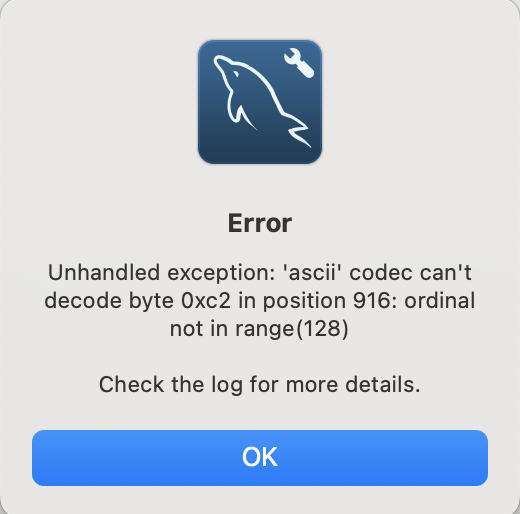 Error
Unhandled exception: 'ascii' codec can't
decode byte 0xc2 in position 916: ordinal
not in range(128)
Check the log for more details.
OK